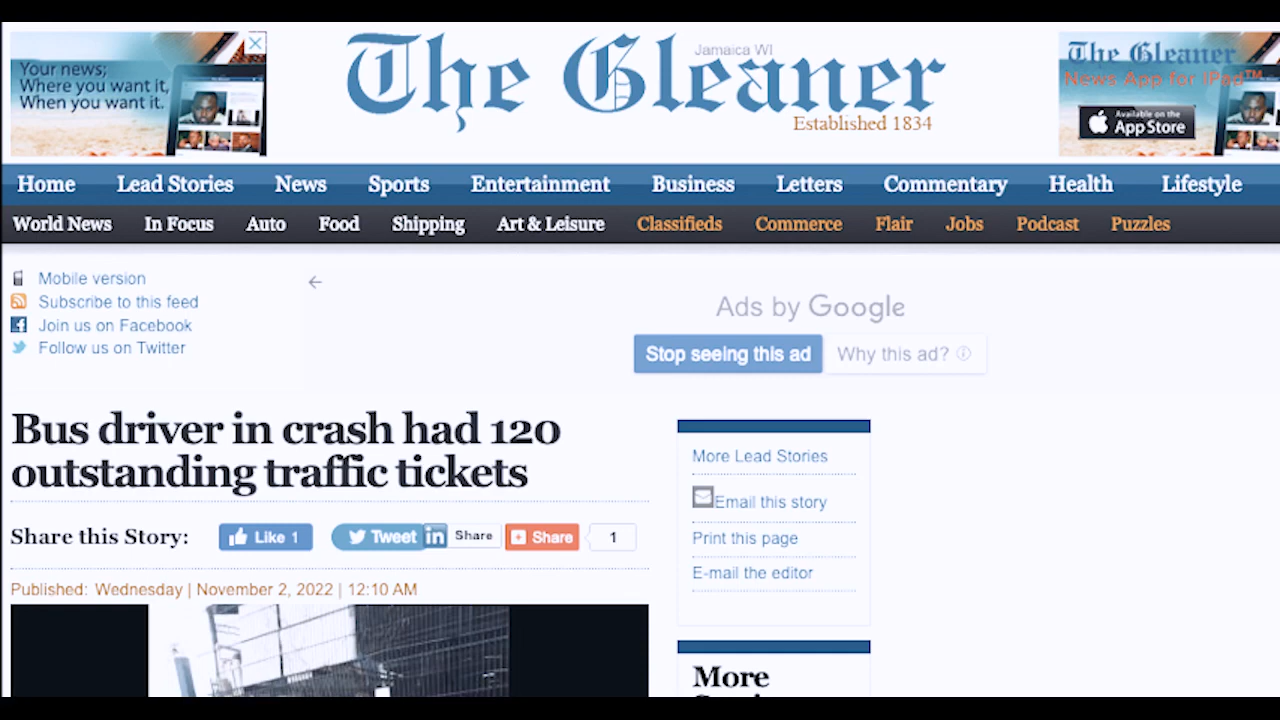 Your news;
Where you want it,
When you want it.
The Gleaner
Jamaica WI
Established 1834
The Gleaner
News App for iPad™
Available on the
App Store
Home Lead Stories News Sports Entertainment Business Letters Commentary Health Lifestyle
World News In Focus Auto Food Shipping Art & Leisure Classifieds Commerce Flair Jobs Podcast Puzzles
Mobile version
Subscribe to this feed
Join us on Facebook
Follow us on Twitter
Ads by Google
Stop seeing this ad Why this ad?
Bus driver in crash had 120
outstanding traffic tickets
Share this Story: Like 1 Tweet in Share Share 1
Published: Wednesday | November 2, 2022 | 12:10 AM
More Lead Stories
Email this story
Print this page
E-mail the editor
More